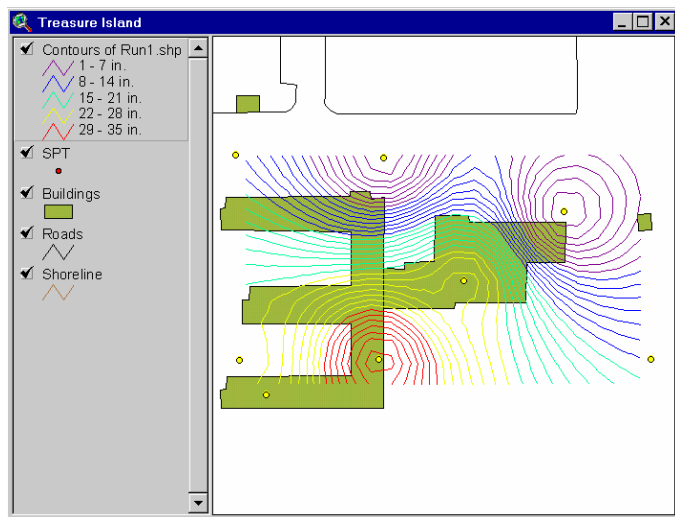 Treasure Island
Contours of Run1.shp
1 - 7 in.
8 - 14 in.
15 - 21 in.
22 - 28 in.
29 - 35 in.
SPT
Buildings
Roads
Shoreline